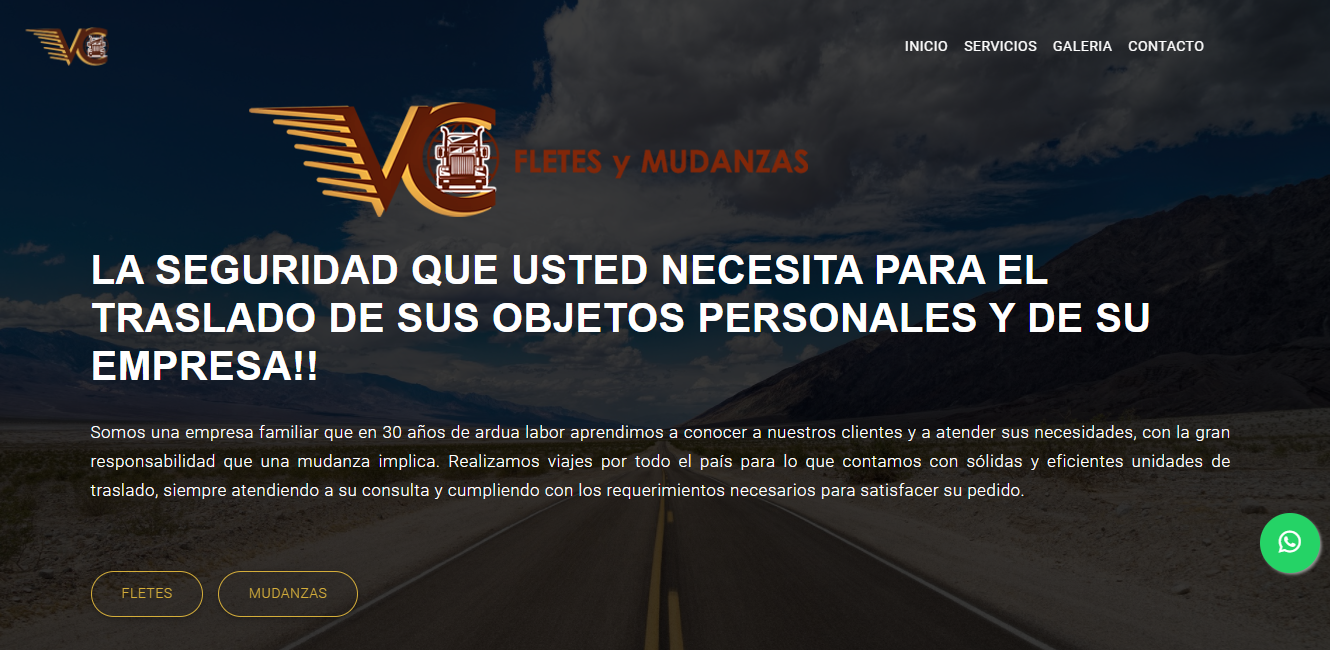 VC
INICIO SERVICIOS GALERIA CONTACTO
VC FLETES y MUDANZAS
LA SEGURIDAD QUE USTED NECESITA PARA EL
TRASLADO DE SUS OBJETOS PERSONALES Y DE SU
EMPRESA!!
Somos una empresa familiar que en 30 años de ardua labor aprendimos a conocer a nuestros clientes y a atender sus necesidades, con la gran
responsabilidad que una mudanza implica. Realizamos viajes por todo el país para lo que contamos con sólidas y eficientes unidades de
traslado, siempre atendiendo a su consulta y cumpliendo con los requerimientos necesarios para satisfacer su pedido.
FLETES MUDANZAS